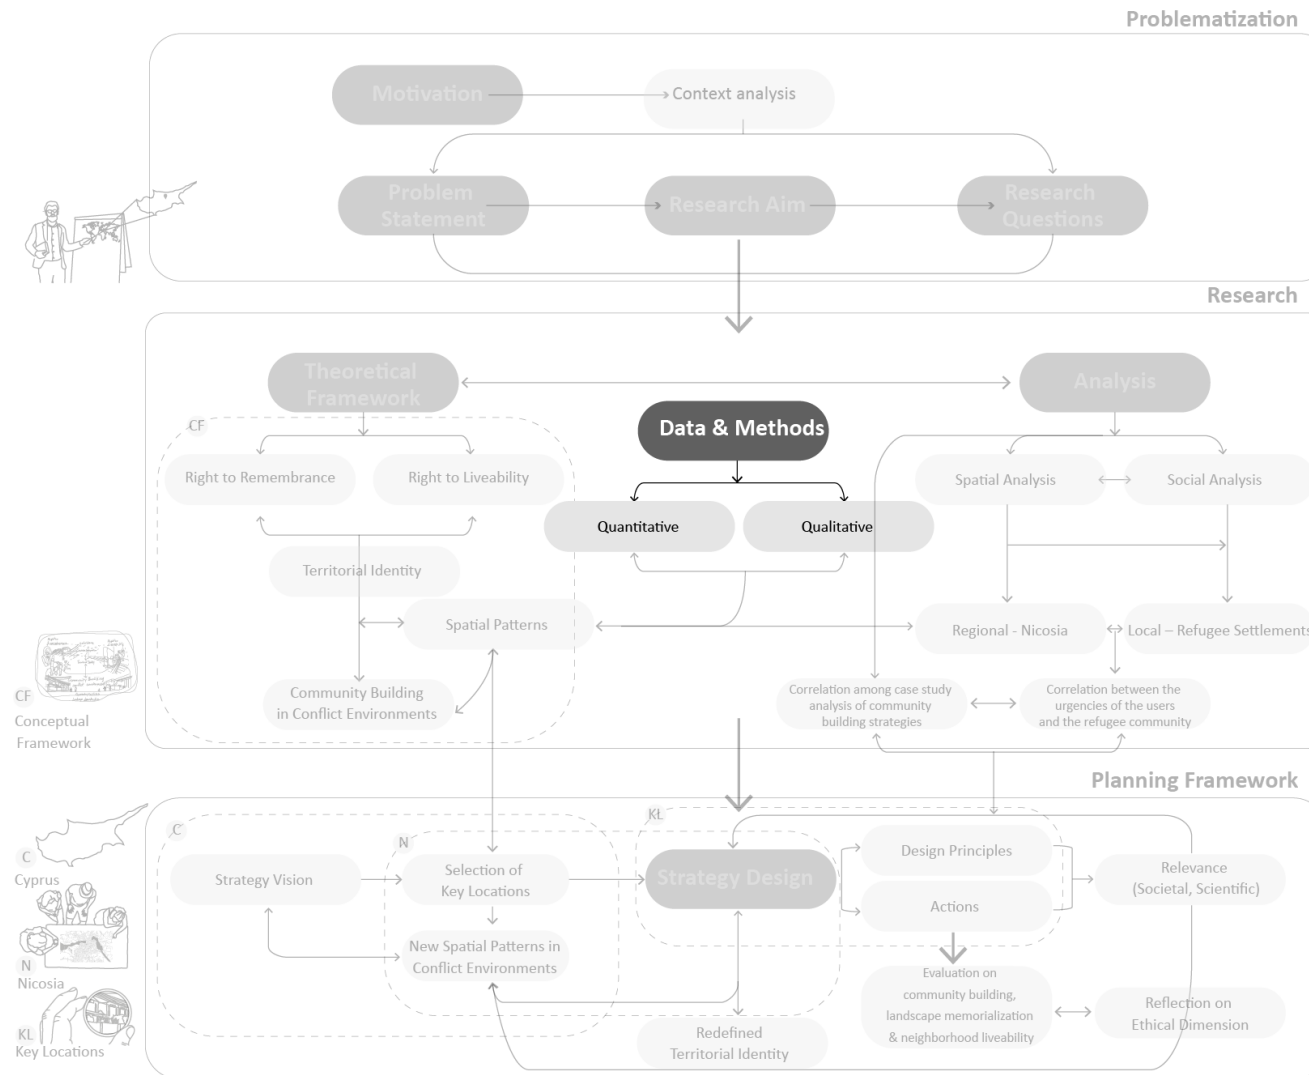 Problematization
Motivation
Context analysis
Problem
Statement
Research Aim
Research
Questions
Research
Theoretical
Framework
Analysis
CF
Data & Methods
Right to Remembrance
Right to Liveability
Spatial Analysis
Social Analysis
Quantitative
Qualitative
Territorial Identity
Spatial Patterns
Regional - Nicosia
Local – Refugee Settlements
Community Building
in Conflict Environments
Correlation among case study
analysis of community
building strategies
Correlation between the
urgencies of the users
and the refugee community
CF
Conceptual
Framework
Planning Framework
C
N
KL
C
Cyprus
Strategy Vision
Selection of
Key Locations
Strategy Design
Design Principles
Actions
Relevance
(Societal, Scientific)
N
Nicosia
New Spatial Patterns in
Conflict Environments
Evaluation on
community building,
landscape memorialization
& neighborhood liveability
Reflection on
Ethical Dimension
Redefined
Territorial Identity
KL
Key Locations